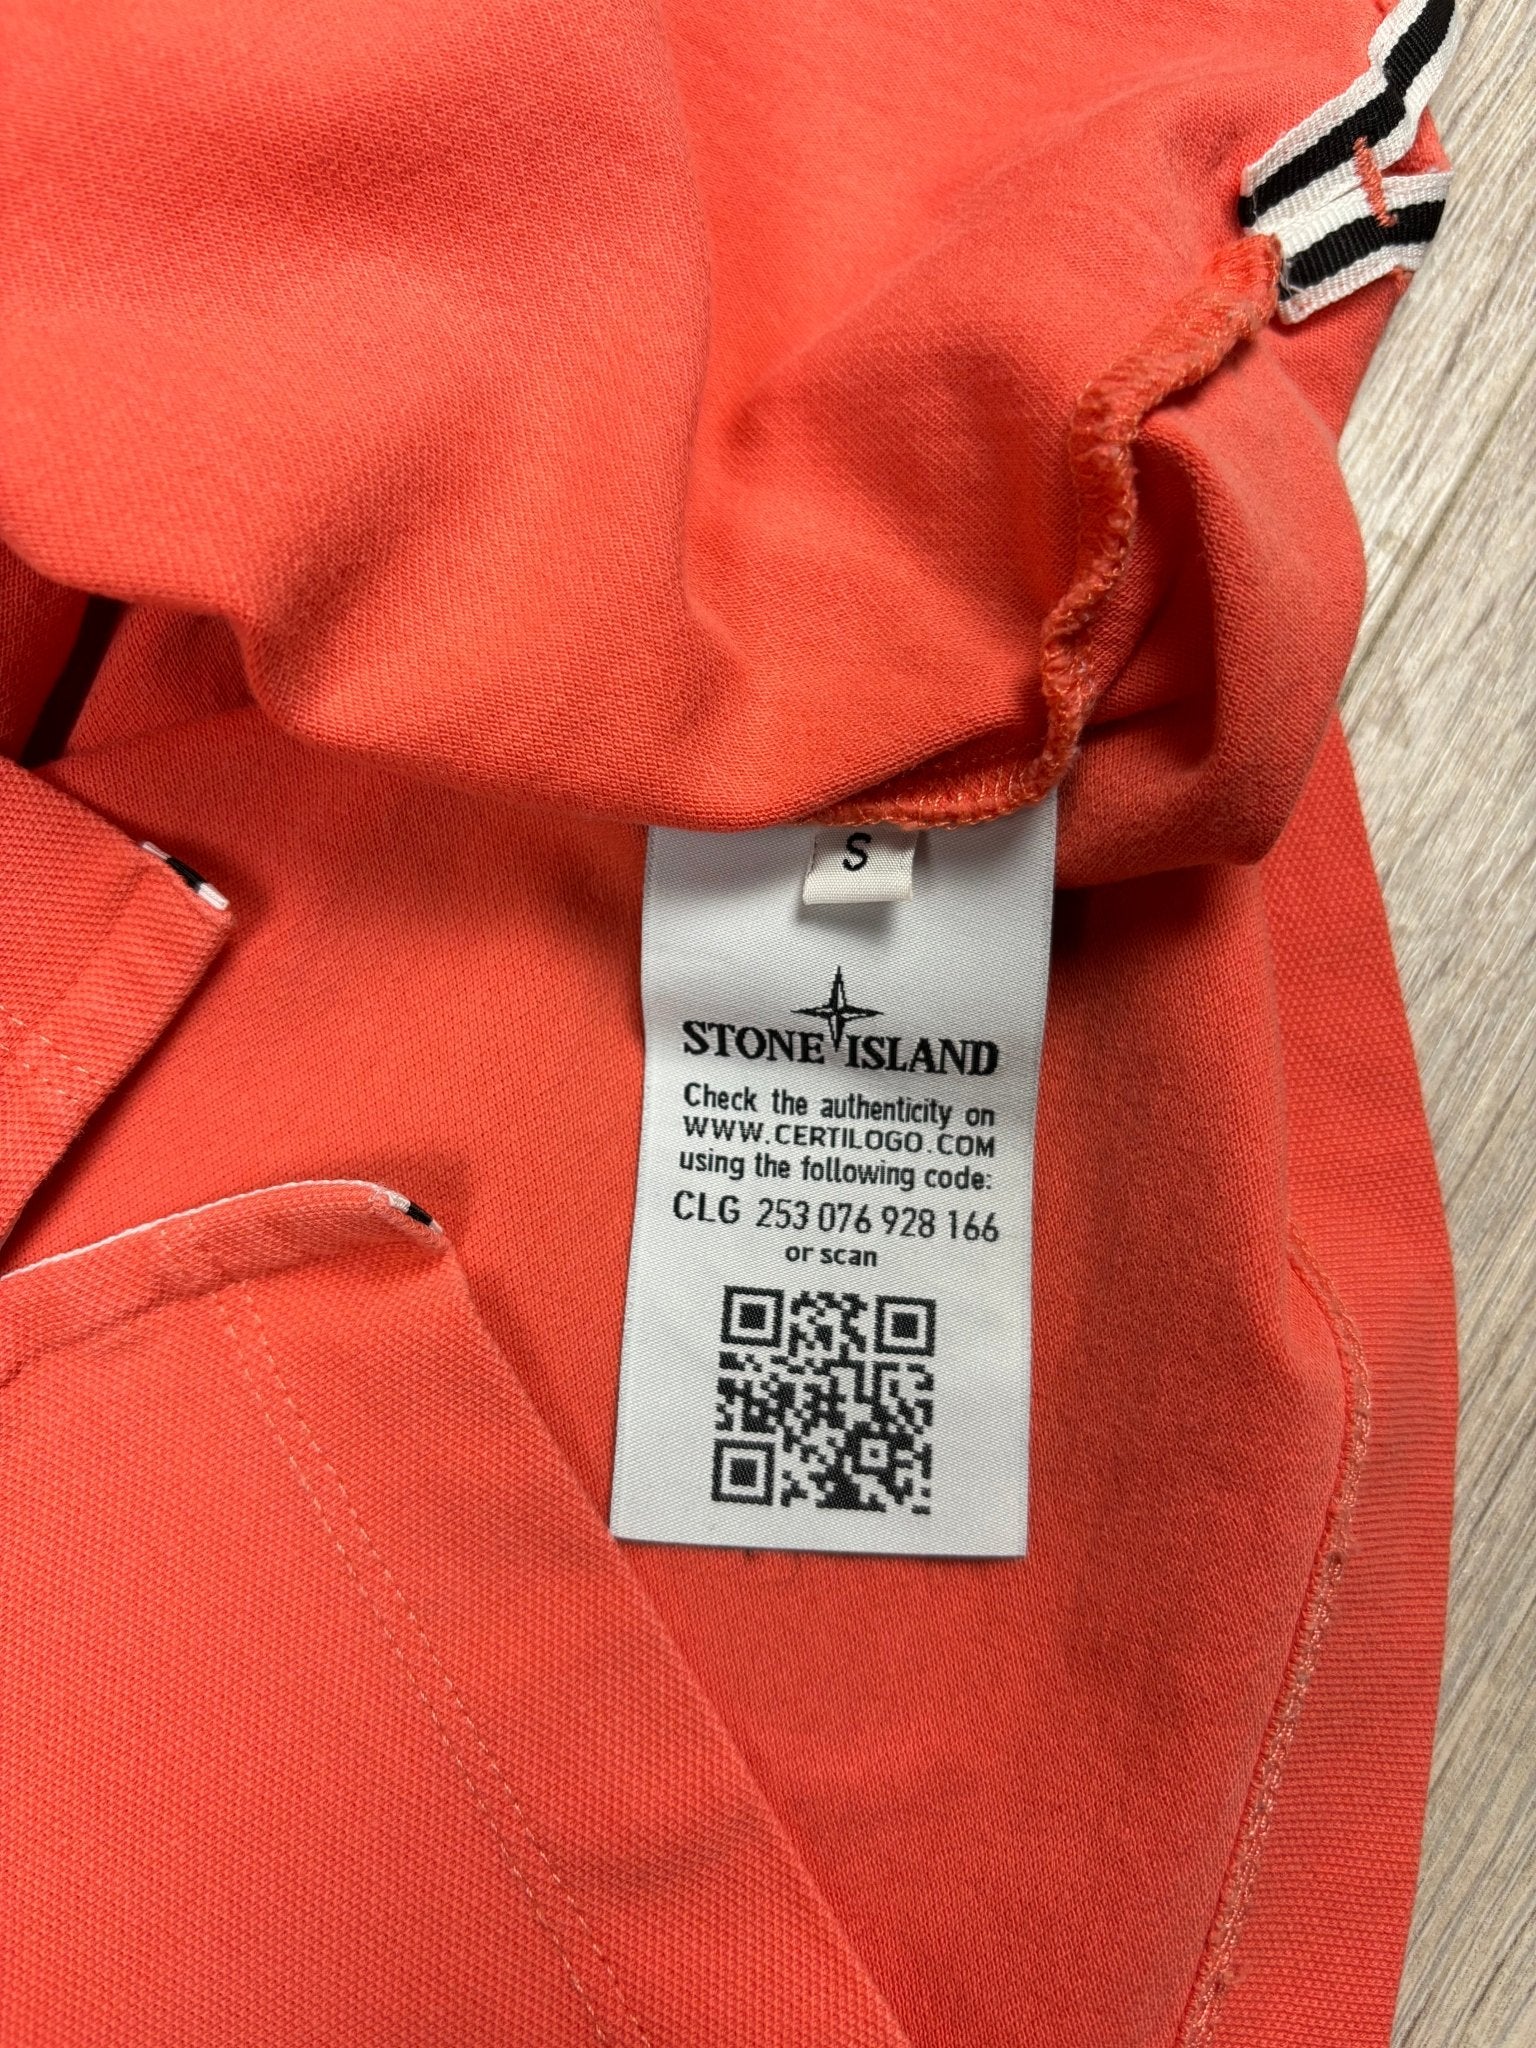 S
STONE ISLAND
Check the authenticity on
WWW.CERTILOGO.COM
using the following code:
CLG 253 076 928 166
or scan